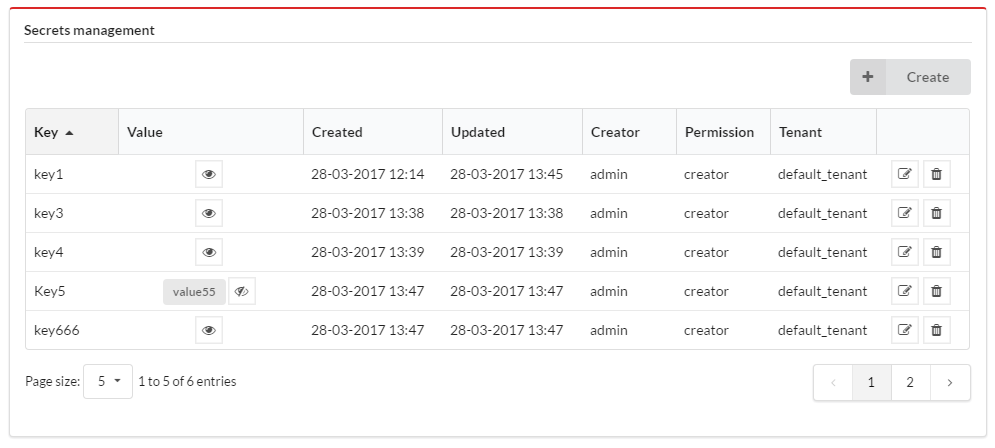 Secrets management
Create
Key Value Created Updated Creator Permission Tenant
key1 28-03-2017 12:14 28-03-2017 13:45 admin creator default_tenant
key3 28-03-2017 13:38 28-03-2017 13:38 admin creator default_tenant
key4 28-03-2017 13:39 28-03-2017 13:39 admin creator default_tenant
Key5 value55 28-03-2017 13:47 28-03-2017 13:47 admin creator default_tenant
key666 28-03-2017 13:47 28-03-2017 13:47 admin creator default_tenant
Page size: 5 1 to 5 of 6 entries 1 2